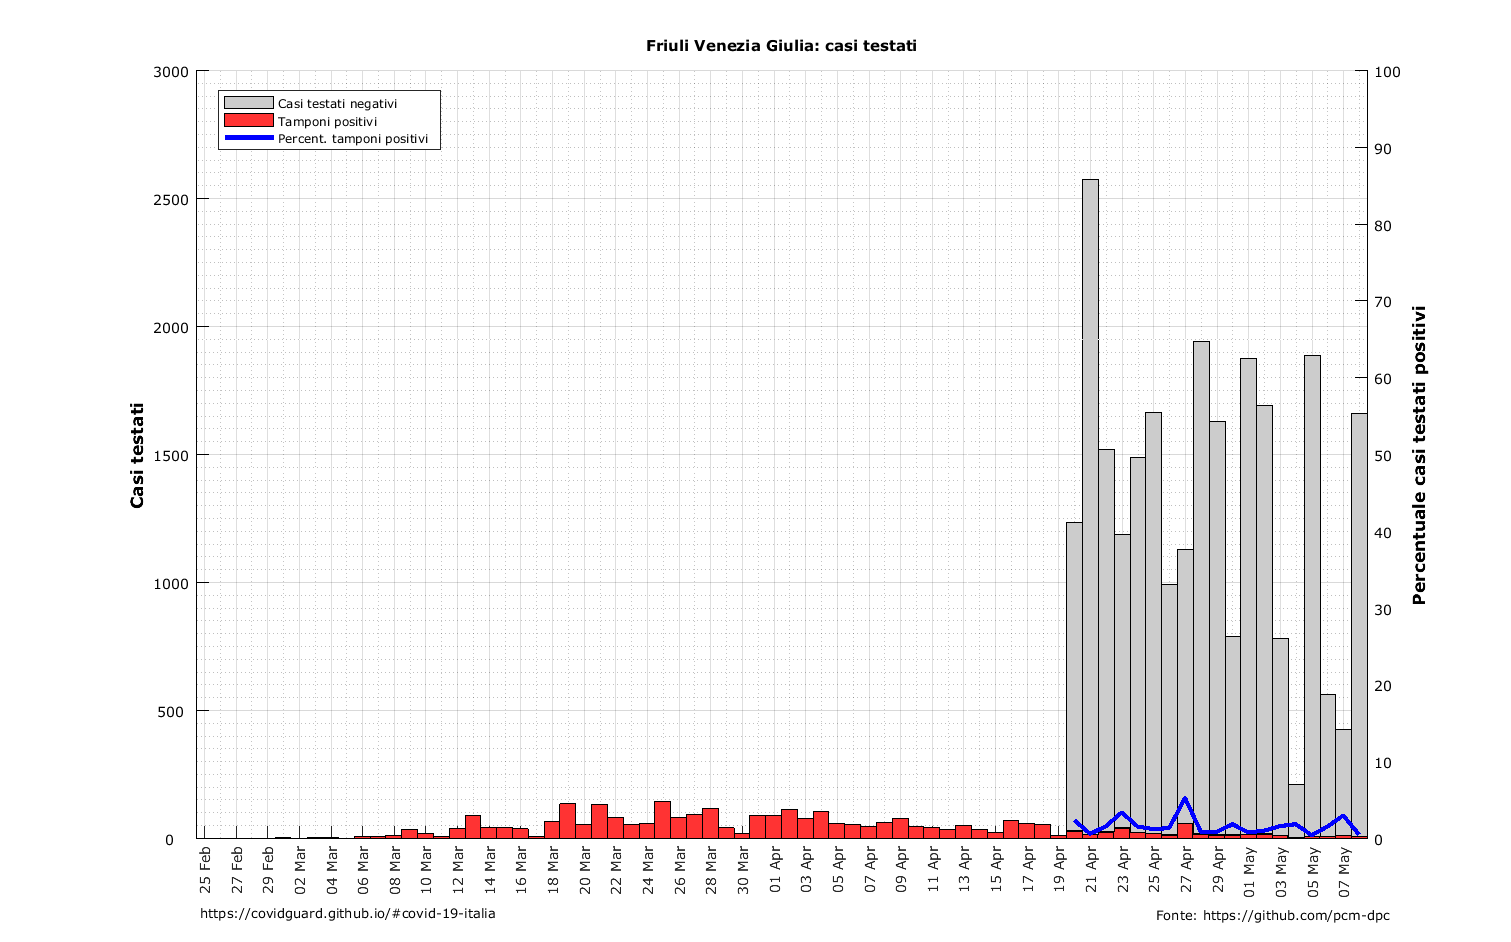 Friuli Venezia Giulia: casi testati
Casi testati negativi
Tamponi positivi
Percent. tamponi positivi
Casi testati
3000
2500
2000
1500
1000
500
0
100
90
80
70
60
50
40
30
20
10
0
Percentuale casi testati positivi
25 Feb
27 Feb
29 Feb
02 Mar
04 Mar
06 Mar
08 Mar
10 Mar
12 Mar
14 Mar
16 Mar
18 Mar
20 Mar
22 Mar
24 Mar
26 Mar
28 Mar
30 Mar
01 Apr
03 Apr
05 Apr
07 Apr
09 Apr
11 Apr
13 Apr
15 Apr
17 Apr
19 Apr
21 Apr
23 Apr
25 Apr
27 Apr
29 Apr
01 May
03 May
05 May
07 May
https://covidguard.github.io/#covid-19-italia
Fonte: https://github.com/pcm-dpc